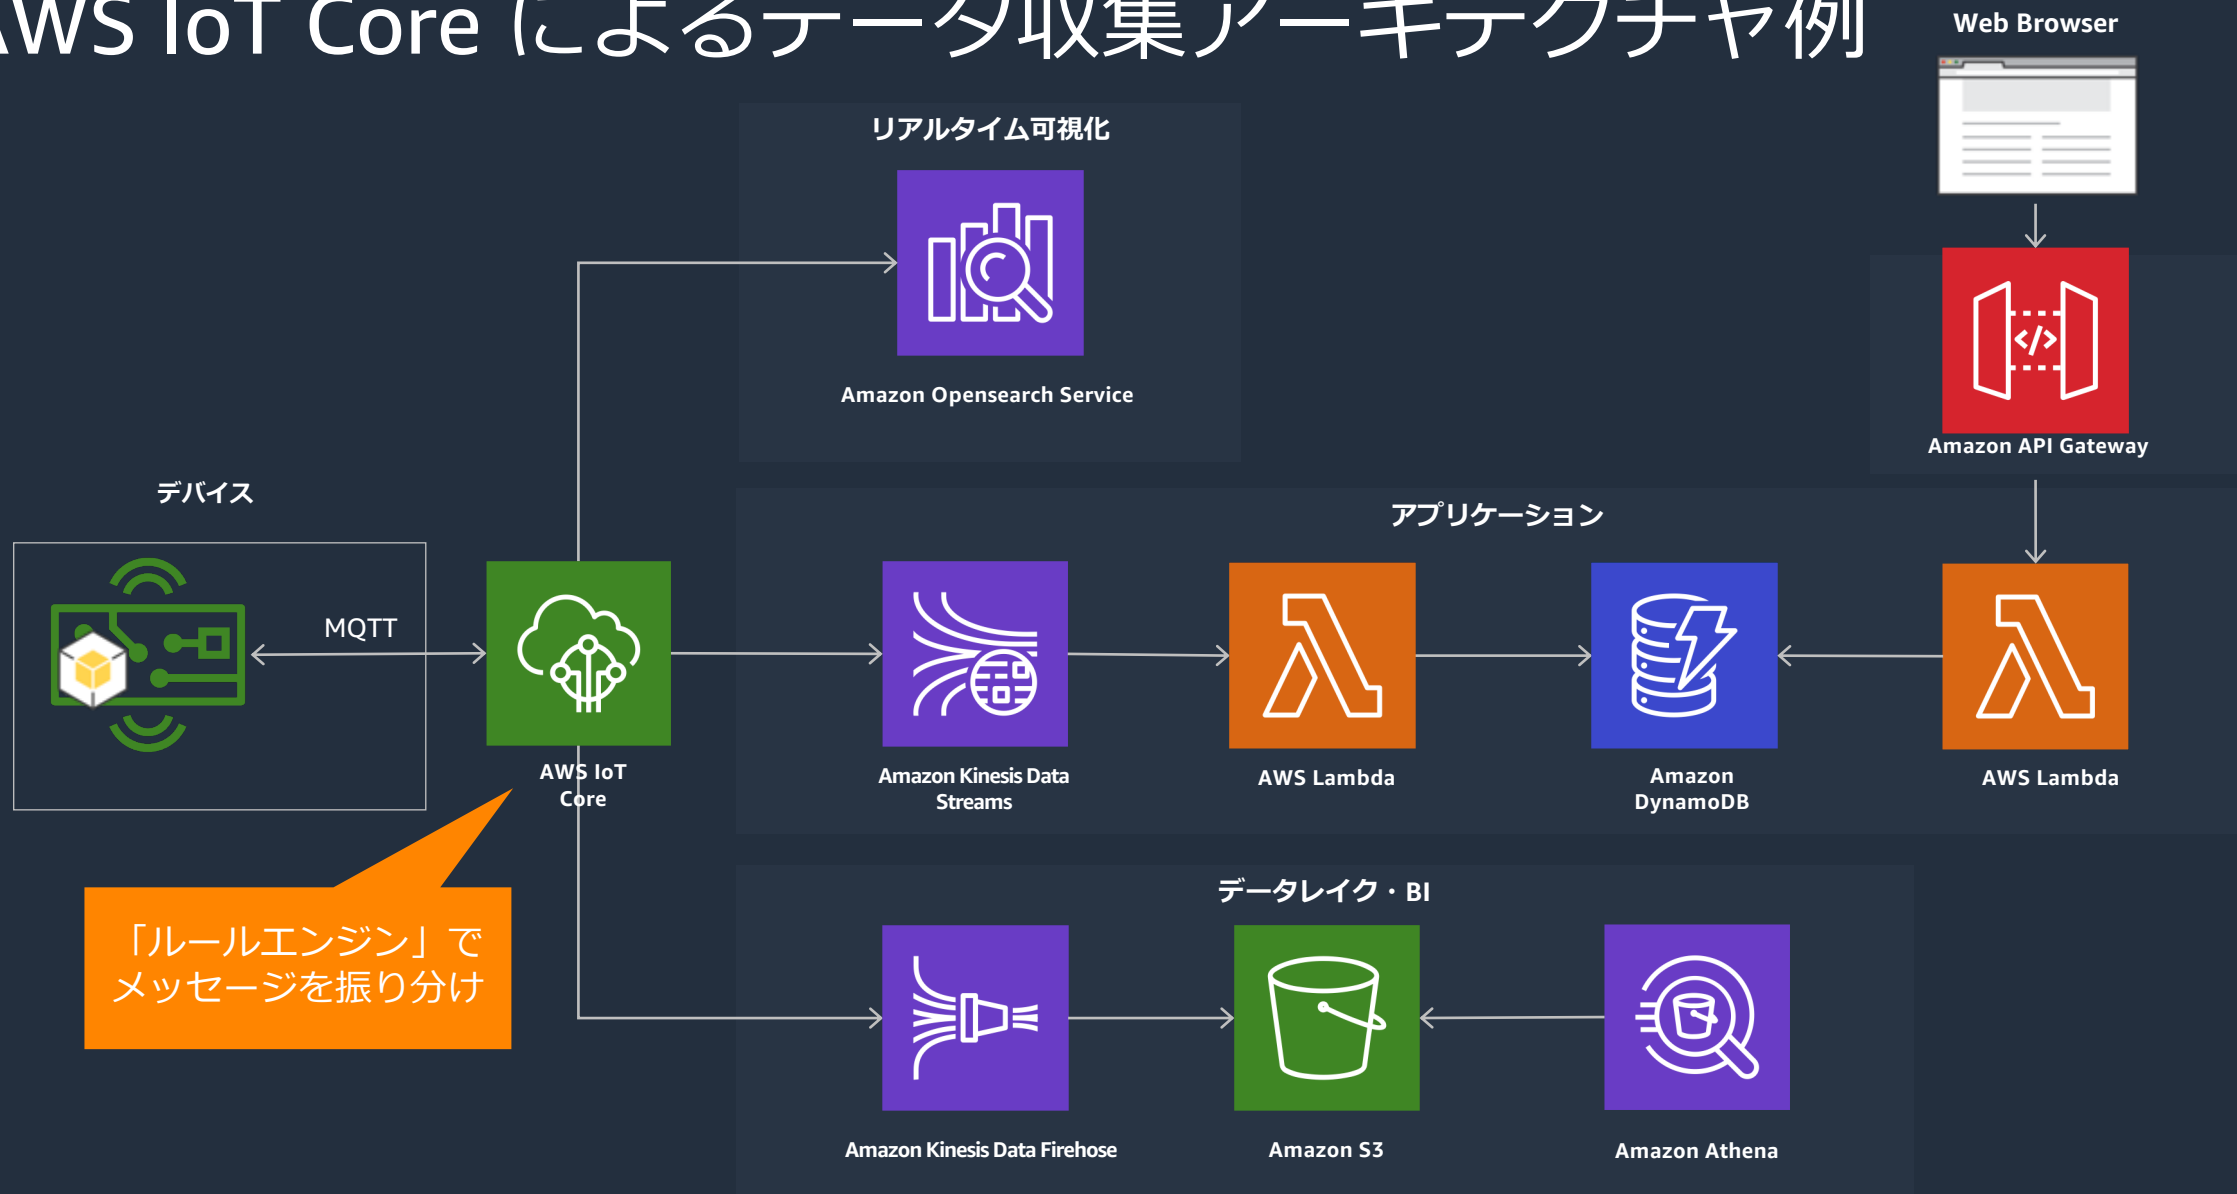 AWS IoT Core によるデータ収集アーキテクチャ例
Web Browser
リアルタイム可視化
Amazon Opensearch Service
Amazon API Gateway
デバイス
MQTT
AWS IoT
Core
アプリケーション
Amazon Kinesis Data
Streams
AWS Lambda
Amazon
DynamoDB
AWS Lambda
「ルールエンジン」で
メッセージを振り分け
データレイク・BI
Amazon Kinesis Data Firehose
Amazon S3
Amazon Athena